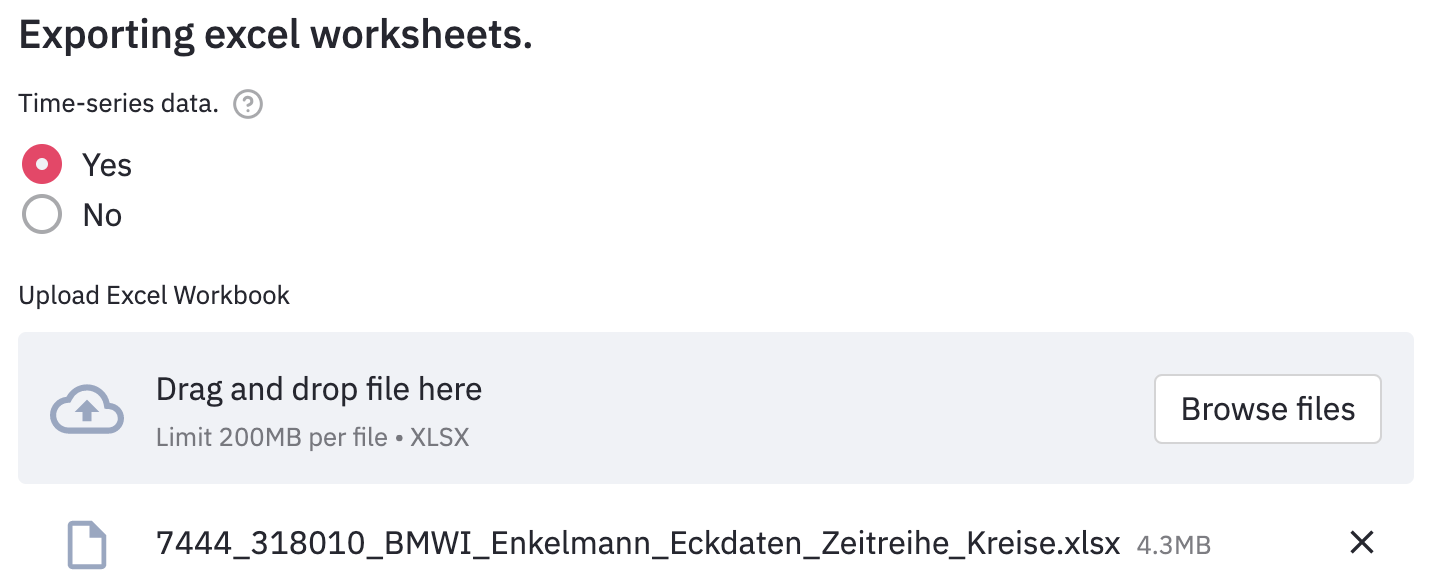 Exporting excel worksheets.
Time-series data. ?
Yes
No
Upload Excel Workbook
Drag and drop file here
Limit 200MB per file • XLSX
Browse files
7444_318010_BMWI_Enkelmann_Eckdaten_Zeitreihe_Kreise.xlsx 4.3MB